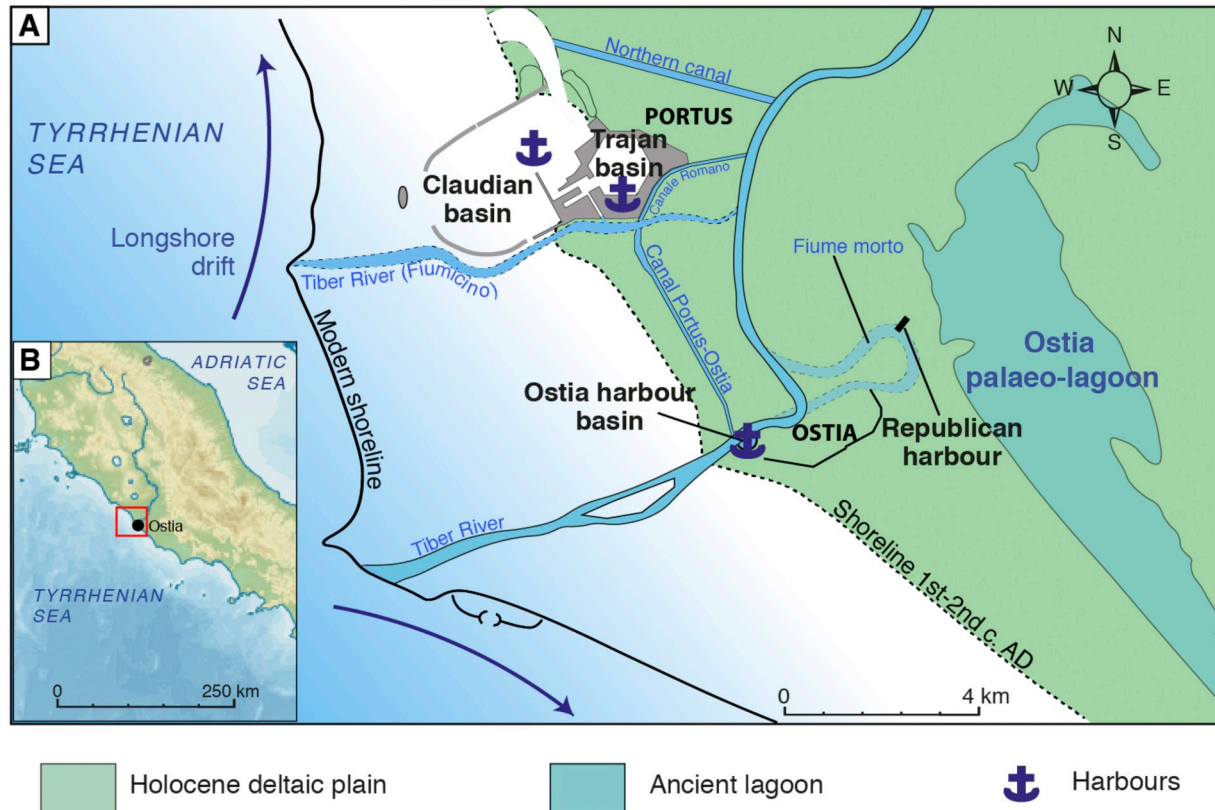 A
TYRRHENIAN
SEA
Longshore
drift
Northern canal
PORTUS
Trajan
basin
Claudian
basin
Canale Romano
N
W
E
S
Tiber River (Fiumicino)
Canal Portus-Ostia
Fiume morto
Modern shoreline
Ostia
palaeo-lagoon
Ostia harbour
basin
OSTIA
Republican
harbour
Tiber River
Shoreline 1st-2nd c. AD
0
4 km
B
ADRIATIC
SEA
Ostia
TYRRHENIAN
SEA
0
250 km
Holocene deltaic plain
Ancient lagoon
Harbours